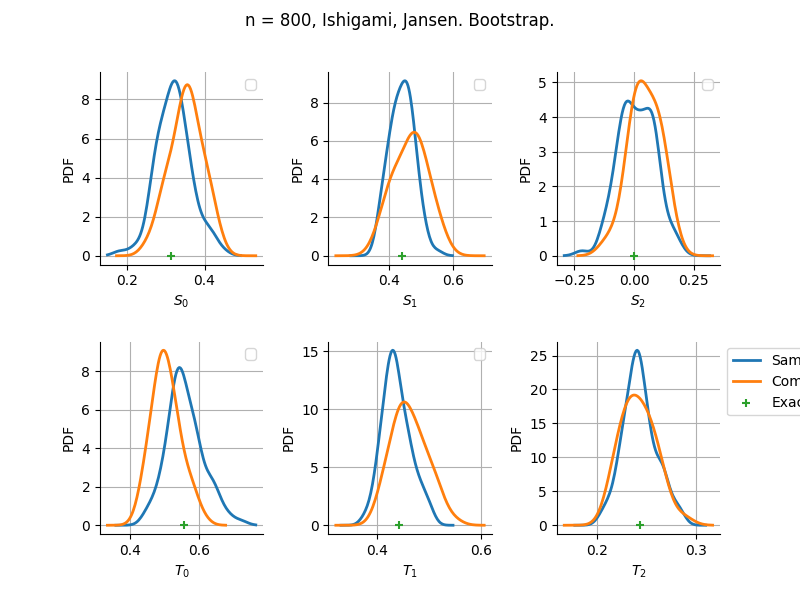 n = 800, Ishigami, Jansen. Bootstrap.
PDF
8
6
4
2
0
0.2 0.4
S₀
PDF
8
6
4
2
0
0.4 0.6
S₁
PDF
5
4
3
2
1
0
−0.25 0.00 0.25
S₂
PDF
8
6
4
2
0
0.4 0.6
T₀
PDF
15
10
5
0
0.4 0.6
T₁
PDF
25
20
15
10
5
0
0.2 0.3
T₂
Sam
Com
Exac